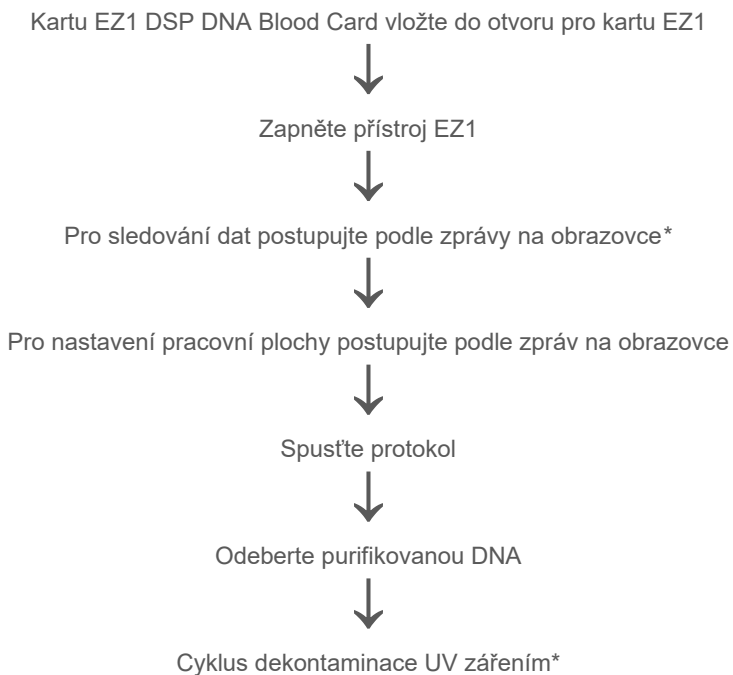 Kartu EZ1 DSP DNA Blood Card vložte do otvoru pro kartu EZ1
Zapněte přístroj EZ1
Pro sledování dat postupujte podle zprávy na obrazovce*
Pro nastavení pracovní plochy postupujte podle zpráv na obrazovce
Spusťte protokol
Odeberte purifikovanou DNA
Cyklus dekontaminace UV zářením*